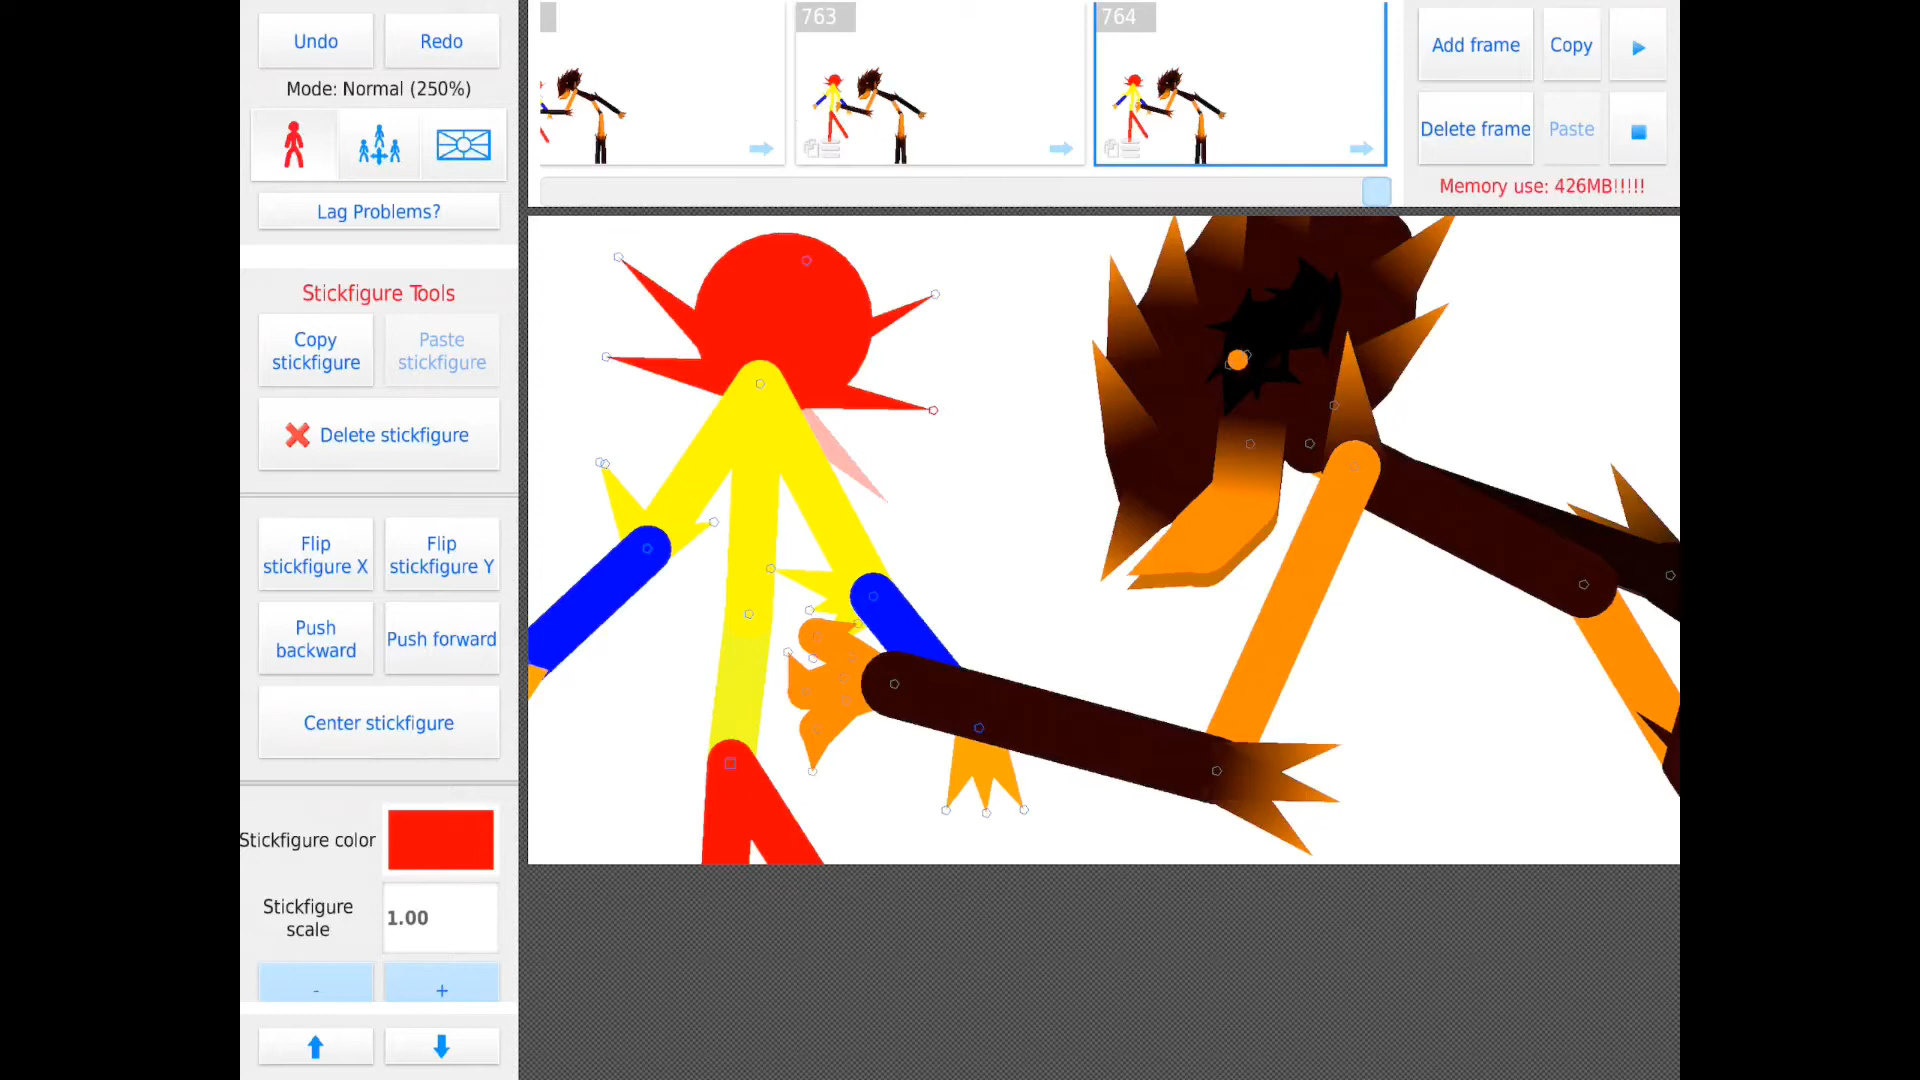 Undo
Redo
Mode: Normal (250%)
Lag Problems?
Stickfigure Tools
Copy stickfigure
Paste stickfigure
Delete stickfigure
Flip stickfigure X
Flip stickfigure Y
Push backward
Push forward
Center stickfigure
Stickfigure color
Stickfigure scale
1.00
-
+
763
764
Add frame
Copy
Delete frame
Paste
Memory use: 426MB!!!!!